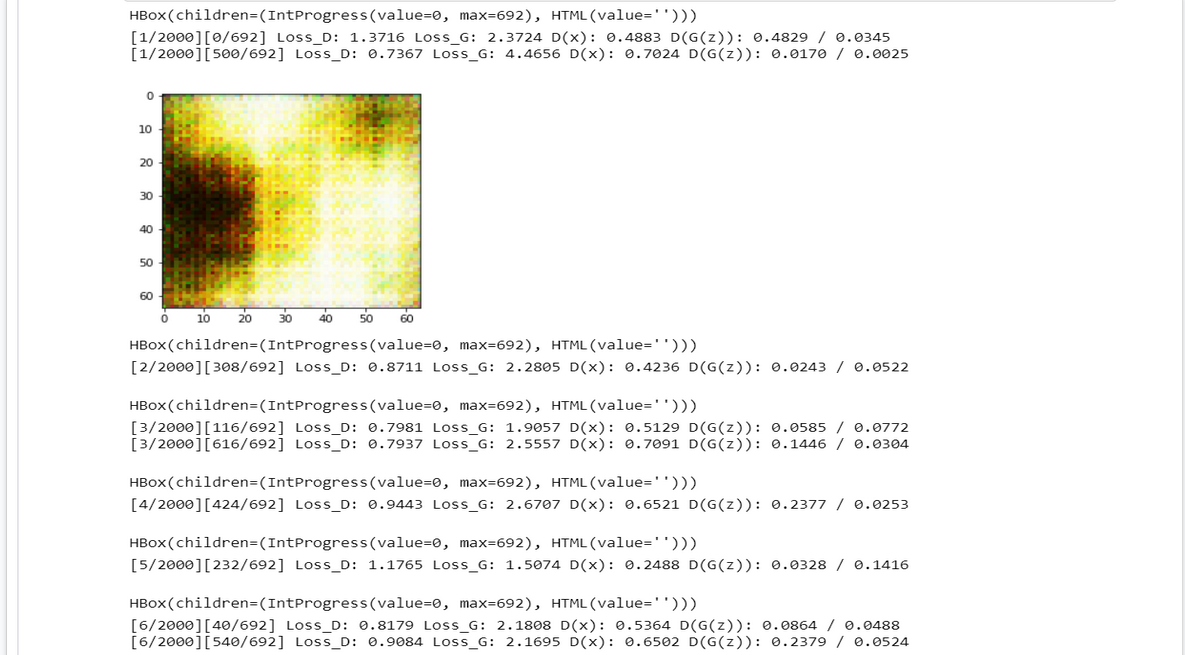 HBox(children=(IntProgress(value=0, max=692), HTML(value='')))
[1/2000][0/692] Loss_D: 1.3716 Loss_G: 2.3724 D(x): 0.4883 D(G(z)): 0.4829 / 0.0345
[1/2000][500/692] Loss_D: 0.7367 Loss_G: 4.4656 D(x): 0.7024 D(G(z)): 0.0170 / 0.0025
0
10
20
30
40
50
60
0 10 20 30 40 50 60
HBox(children=(IntProgress(value=0, max=692), HTML(value='')))
[2/2000][308/692] Loss_D: 0.8711 Loss_G: 2.2805 D(x): 0.4236 D(G(z)): 0.0243 / 0.0522
HBox(children=(IntProgress(value=0, max=692), HTML(value='')))
[3/2000][116/692] Loss_D: 0.7981 Loss_G: 1.9057 D(x): 0.5129 D(G(z)): 0.0585 / 0.0772
[3/2000][616/692] Loss_D: 0.7937 Loss_G: 2.5557 D(x): 0.7091 D(G(z)): 0.1446 / 0.0304
HBox(children=(IntProgress(value=0, max=692), HTML(value='')))
[4/2000][424/692] Loss_D: 0.9443 Loss_G: 2.6707 D(x): 0.6521 D(G(z)): 0.2377 / 0.0253
HBox(children=(IntProgress(value=0, max=692), HTML(value='')))
[5/2000][232/692] Loss_D: 1.1765 Loss_G: 1.5074 D(x): 0.2488 D(G(z)): 0.0328 / 0.1416
HBox(children=(IntProgress(value=0, max=692), HTML(value='')))
[6/2000][40/692] Loss_D: 0.8179 Loss_G: 2.1808 D(x): 0.5364 D(G(z)): 0.0864 / 0.0488
[6/2000][540/692] Loss_D: 0.9084 Loss_G: 2.1695 D(x): 0.6502 D(G(z)): 0.2379 / 0.0524